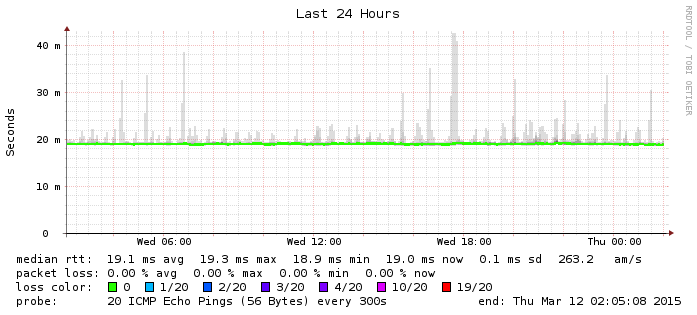 Last 24 Hours
RRDTOOL / TOBI OETIKER
Seconds
40 m
30 m
20 m
10 m
0
Wed 06:00 Wed 12:00 Wed 18:00 Thu 00:00
median rtt: 19.1 ms avg 19.3 ms max 18.9 ms min 19.0 ms now 0.1 ms sd 263.2 am/s
packet loss: 0.00 % avg 0.00 % max 0.00 % min 0.00 % now
loss color: 0 1/20 2/20 3/20 4/20 10/20 19/20
probe: 20 ICMP Echo Pings (56 Bytes) every 300s end: Thu Mar 12 02:05:08 2015